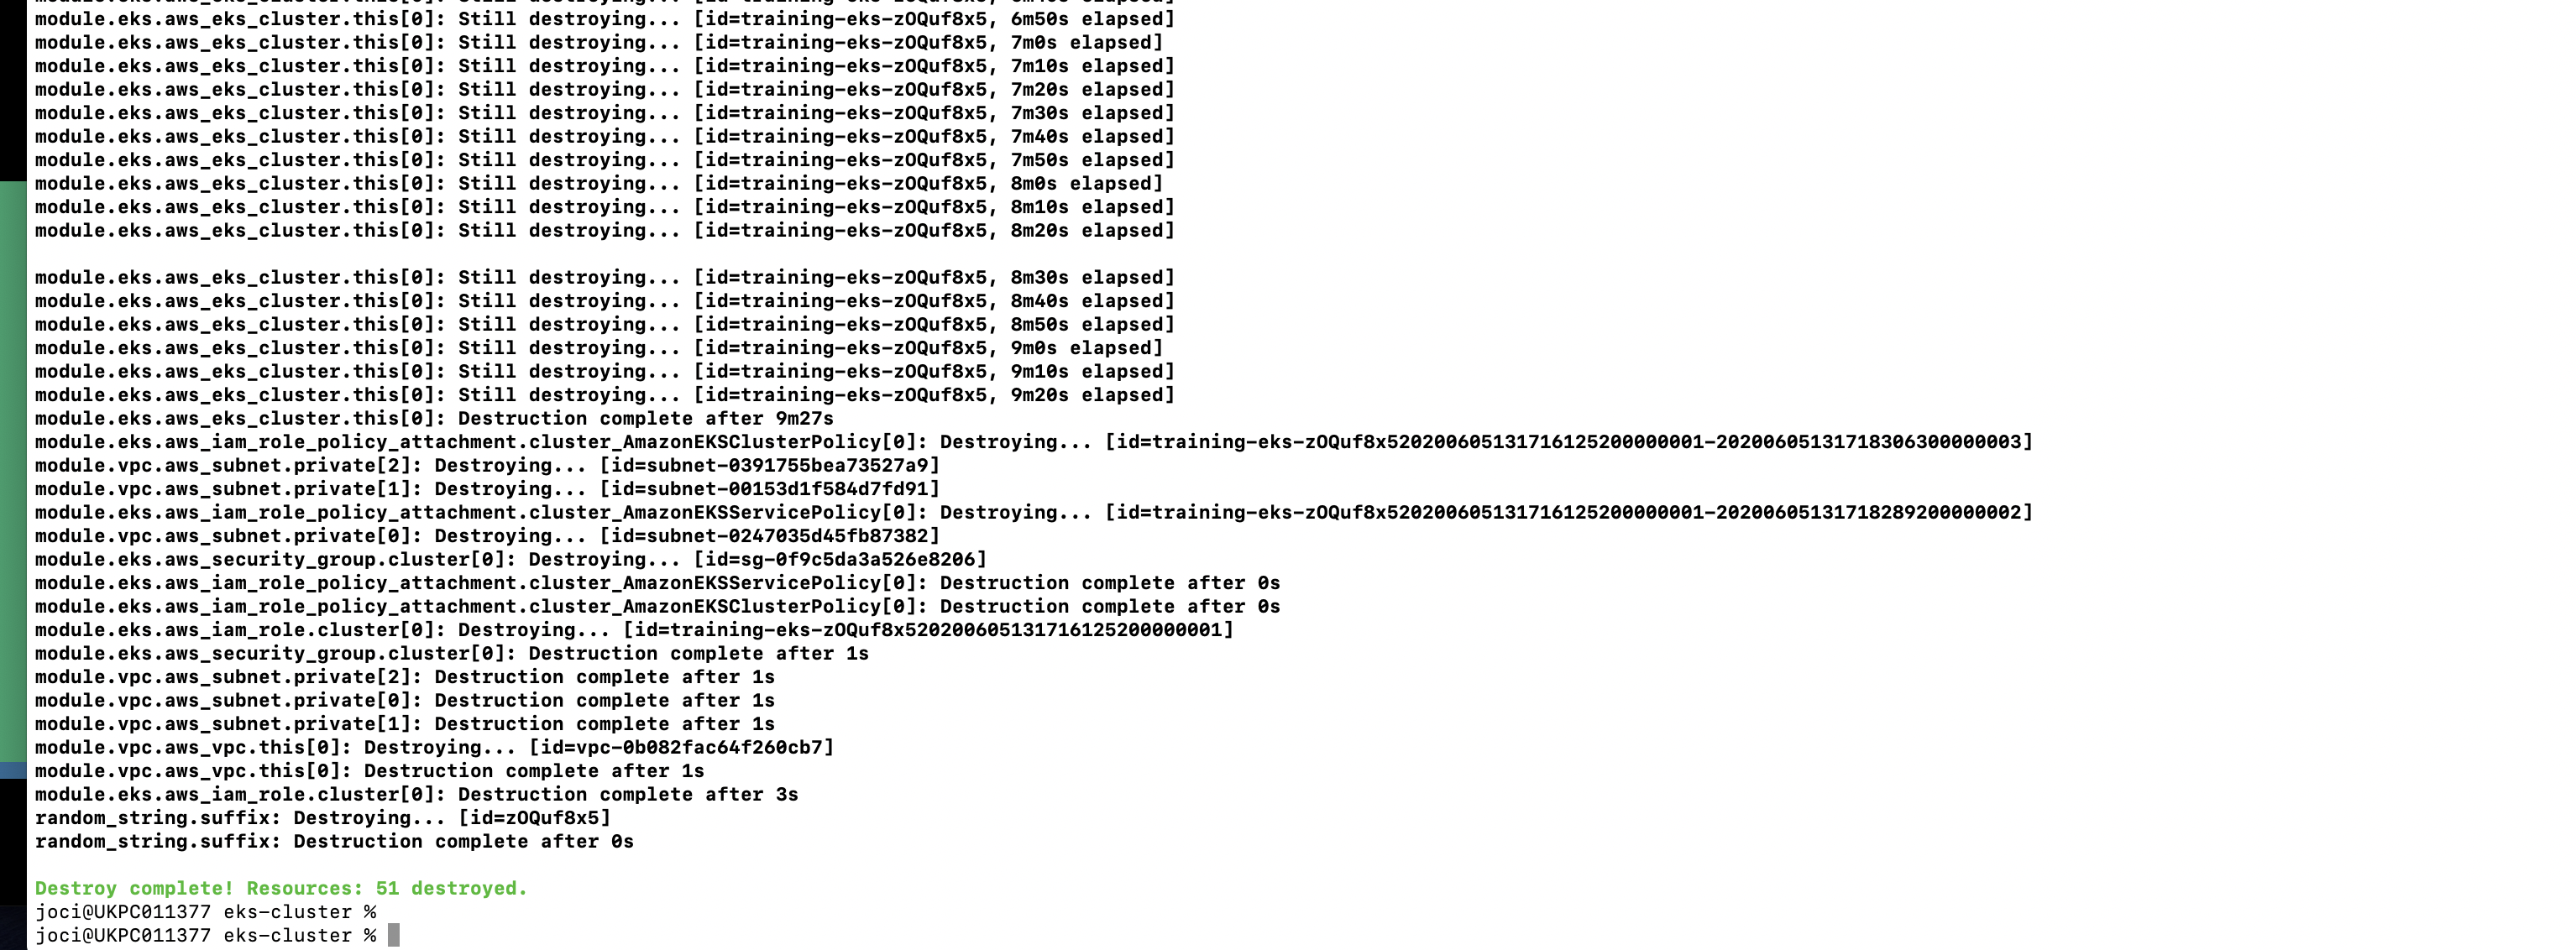 module.eks.aws_eks_cluster.this[0]: Still destroying... [id=training-eks-zOQuf8x5, 6m50s elapsed]
module.eks.aws_eks_cluster.this[0]: Still destroying... [id=training-eks-zOQuf8x5, 7m0s elapsed]
module.eks.aws_eks_cluster.this[0]: Still destroying... [id=training-eks-zOQuf8x5, 7m10s elapsed]
module.eks.aws_eks_cluster.this[0]: Still destroying... [id=training-eks-zOQuf8x5, 7m20s elapsed]
module.eks.aws_eks_cluster.this[0]: Still destroying... [id=training-eks-zOQuf8x5, 7m30s elapsed]
module.eks.aws_eks_cluster.this[0]: Still destroying... [id=training-eks-zOQuf8x5, 7m40s elapsed]
module.eks.aws_eks_cluster.this[0]: Still destroying... [id=training-eks-zOQuf8x5, 7m50s elapsed]
module.eks.aws_eks_cluster.this[0]: Still destroying... [id=training-eks-zOQuf8x5, 8m0s elapsed]
module.eks.aws_eks_cluster.this[0]: Still destroying... [id=training-eks-zOQuf8x5, 8m10s elapsed]
module.eks.aws_eks_cluster.this[0]: Still destroying... [id=training-eks-zOQuf8x5, 8m20s elapsed]
module.eks.aws_eks_cluster.this[0]: Still destroying... [id=training-eks-zOQuf8x5, 8m30s elapsed]
module.eks.aws_eks_cluster.this[0]: Still destroying... [id=training-eks-zOQuf8x5, 8m40s elapsed]
module.eks.aws_eks_cluster.this[0]: Still destroying... [id=training-eks-zOQuf8x5, 8m50s elapsed]
module.eks.aws_eks_cluster.this[0]: Still destroying... [id=training-eks-zOQuf8x5, 9m0s elapsed]
module.eks.aws_eks_cluster.this[0]: Still destroying... [id=training-eks-zOQuf8x5, 9m10s elapsed]
module.eks.aws_eks_cluster.this[0]: Still destroying... [id=training-eks-zOQuf8x5, 9m20s elapsed]
module.eks.aws_eks_cluster.this[0]: Destruction complete after 9m27s
module.eks.aws_iam_role_policy_attachment.cluster_AmazonEKSClusterPolicy[0]: Destroying... [id=training-eks-zOQuf8x520200605131716125200000001-20200605131718306300000003]
module.vpc.aws_subnet.private[2]: Destroying... [id=subnet-0391755bea73527a9]
module.vpc.aws_subnet.private[1]: Destroying... [id=subnet-00153d1f584d7fd91]
module.eks.aws_iam_role_policy_attachment.cluster_AmazonEKSServicePolicy[0]: Destroying... [id=training-eks-zOQuf8x520200605131716125200000001-20200605131718289200000002]
module.vpc.aws_subnet.private[0]: Destroying... [id=subnet-0247035d45fb87382]
module.eks.aws_security_group.cluster[0]: Destroying... [id=sg-0f9c5da3a526e8206]
module.eks.aws_iam_role_policy_attachment.cluster_AmazonEKSServicePolicy[0]: Destruction complete after 0s
module.eks.aws_iam_role_policy_attachment.cluster_AmazonEKSClusterPolicy[0]: Destruction complete after 0s
module.eks.aws_iam_role.cluster[0]: Destroying... [id=training-eks-zOQuf8x520200605131716125200000001]
module.eks.aws_security_group.cluster[0]: Destruction complete after 1s
module.vpc.aws_subnet.private[2]: Destruction complete after 1s
module.vpc.aws_subnet.private[0]: Destruction complete after 1s
module.vpc.aws_subnet.private[1]: Destruction complete after 1s
module.vpc.aws_vpc.this[0]: Destroying... [id=vpc-0b082fac64f260cb7]
module.vpc.aws_vpc.this[0]: Destruction complete after 1s
module.eks.aws_iam_role.cluster[0]: Destruction complete after 3s
random_string.suffix: Destroying... [id=zOQuf8x5]
random_string.suffix: Destruction complete after 0s
Destroy complete! Resources: 51 destroyed.
joci@UKPC011377 eks-cluster %
joci@UKPC011377 eks-cluster %